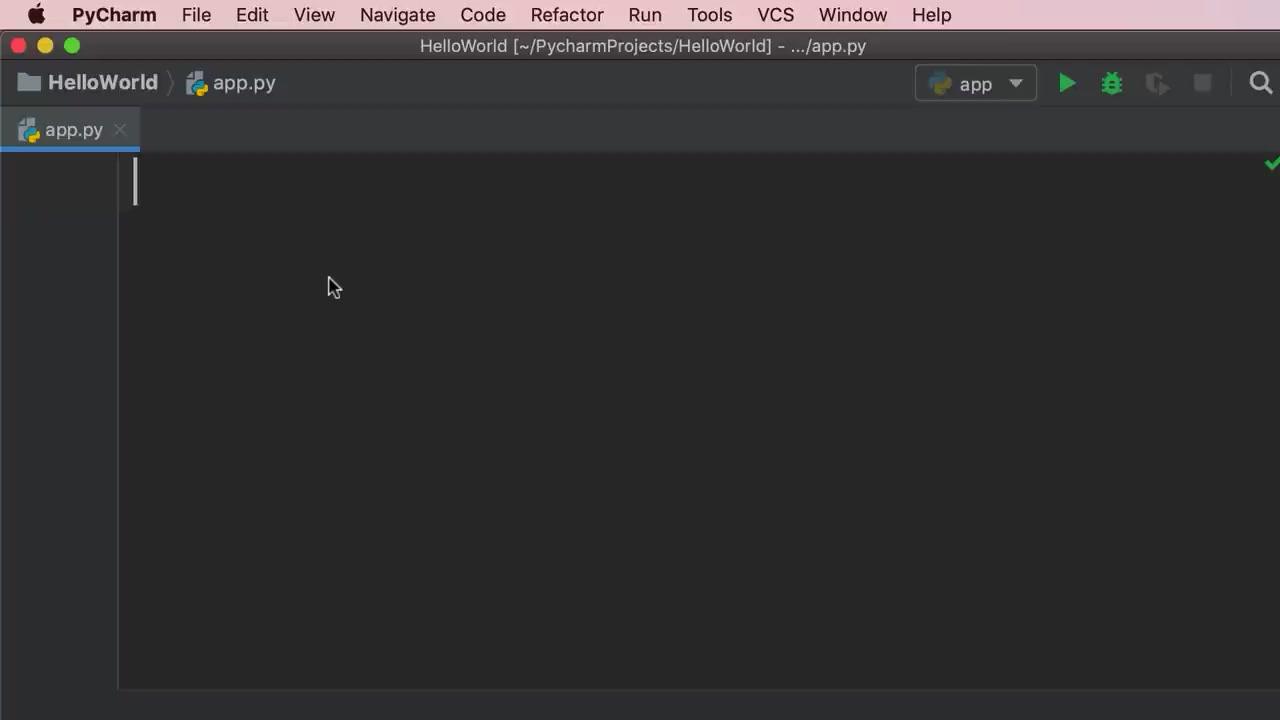 PyCharm File Edit View Navigate Code Refactor Run Tools VCS Window Help
HelloWorld [~/PycharmProjects/HelloWorld] - .../app.py
HelloWorld app.py app
app.py